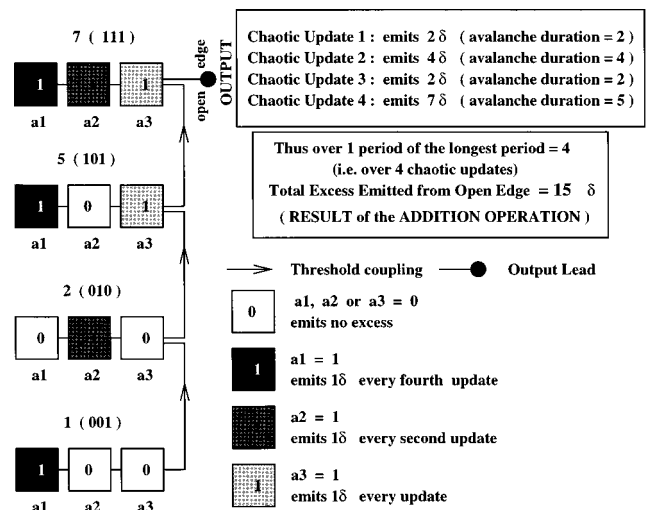 7 ( 111)
1 1
a1 a2 a3
open edge
OUTPUT
Chaotic Update 1 : emits 2 δ ( avalanche duration = 2 )
Chaotic Update 2 : emits 4 δ ( avalanche duration = 4 )
Chaotic Update 3 : emits 2 δ ( avalanche duration = 2 )
Chaotic Update 4 : emits 7 δ ( avalanche duration = 5 )
Thus over 1 period of the longest period = 4
(i.e. over 4 chaotic updates)
Total Excess Emitted from Open Edge = 15 δ
( RESULT of the ADDITION OPERATION )
5 (101)
1 0 1
a1 a2 a3
2 (010)
0 0
a1 a2 a3
1 (001)
1 0 0
a1 a2 a3
Threshold coupling
Output Lead
0
a1, a2 or a3 = 0
emits no excess
1
a1 = 1
emits 1δ every fourth update
a2 = 1
emits 1δ every second update
1
a3 = 1
emits 1δ every update